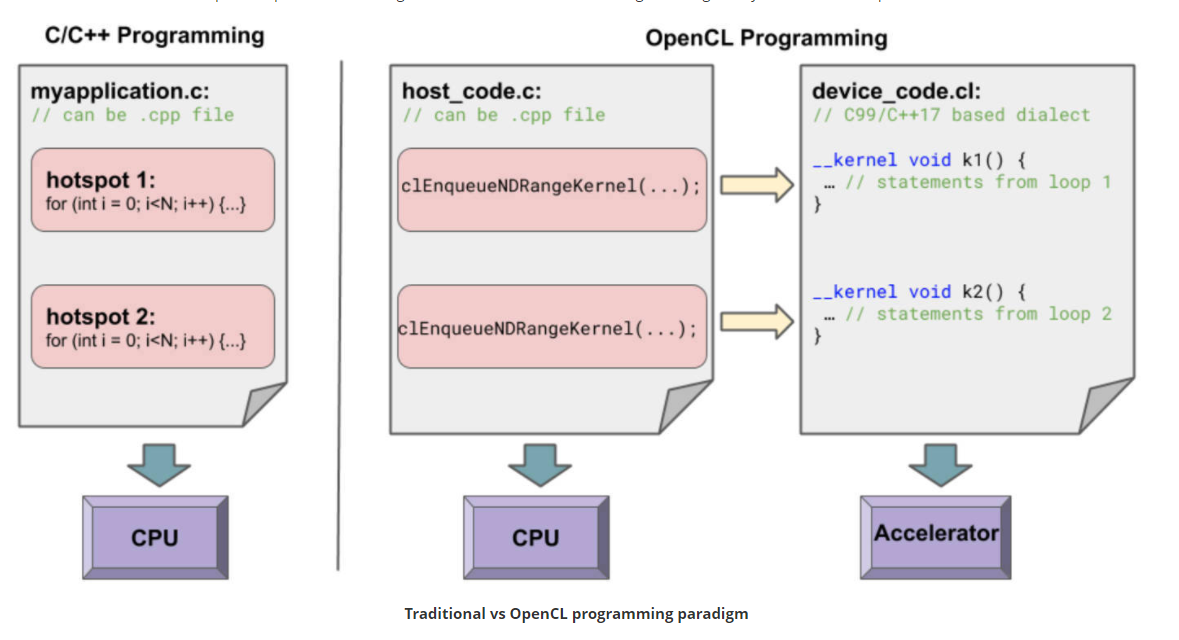 C/C++ Programming
myapplication.c:
// can be .cpp file
hotspot 1:
for (int i = 0; i<N; i++) {...}
hotspot 2:
for (int i = 0; i<N; i++) {...}
CPU
OpenCL Programming
host_code.c:
// can be .cpp file
clEnqueueNDRangeKernel(...);
clEnqueueNDRangeKernel(...);
CPU
device_code.cl:
// C99/C++17 based dialect
__kernel void k1() {
… // statements from loop 1
}
__kernel void k2() {
… // statements from loop 2
}
Accelerator
Traditional vs OpenCL programming paradigm